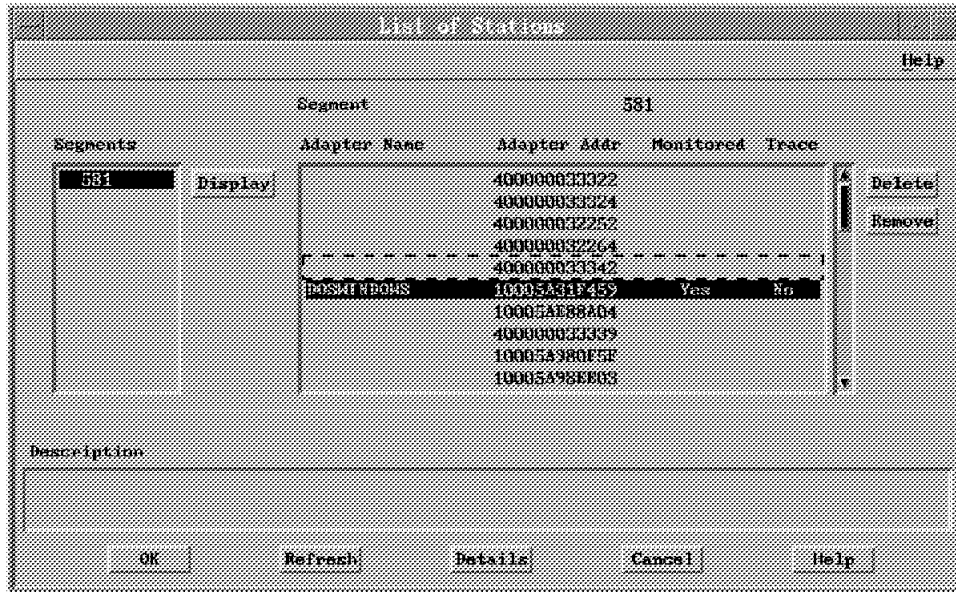 List of Stations
Help
Segment 581
Segments Adapter Name Adapter Addr Monitored Trace
581 Display 400000033322 Delete
400000033324 Remove
400000032252
400000032264
400000033342
DOSWINDOWS 10005A31F459 Yes No
10005AE88A04
400000033339
10005A980F5F
10005A98EE03
Description
OK Refresh Details Cancel Help